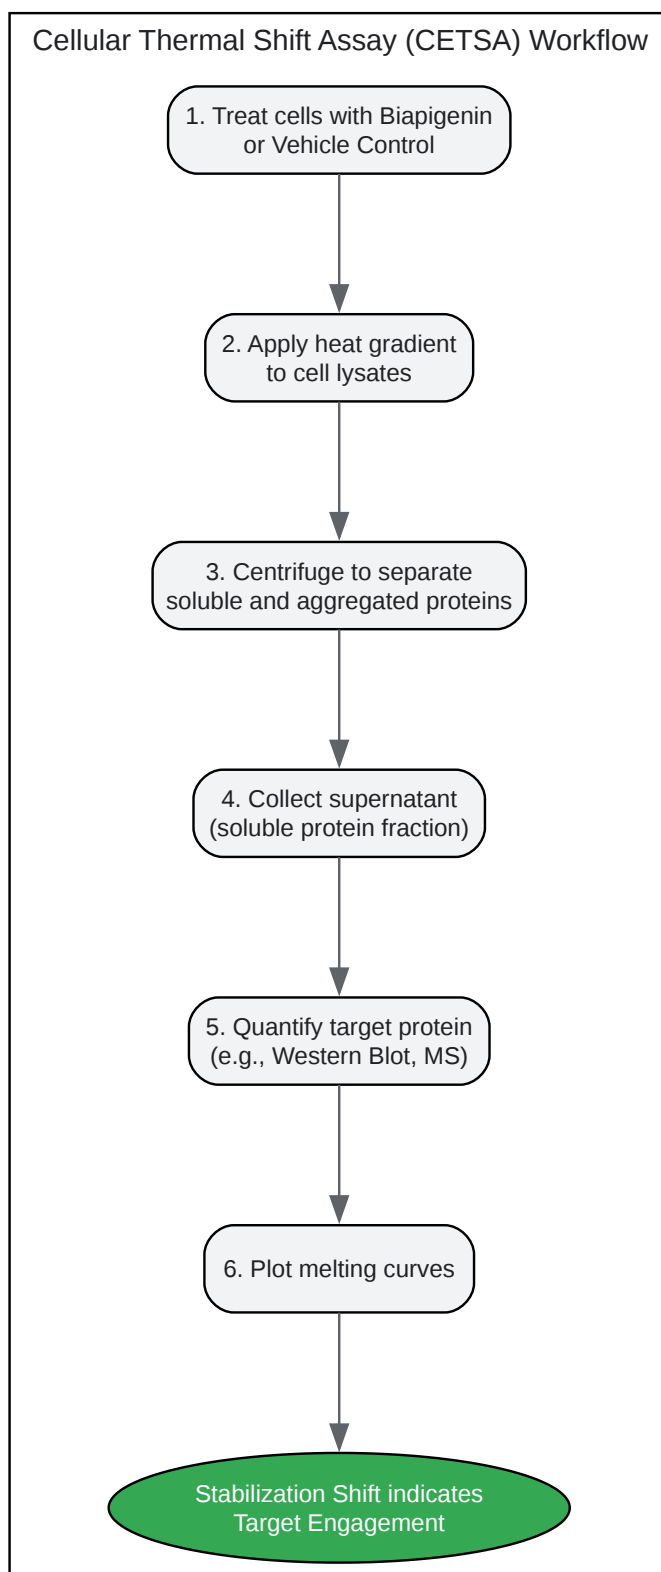 Cellular Thermal Shift Assay (CETSA) Workflow
1. Treat cells with Biapigenin
or Vehicle Control
2. Apply heat gradient
to cell lysates
3. Centrifuge to separate
soluble and aggregated proteins
4. Collect supernatant
(soluble protein fraction)
5. Quantify target protein
(e.g., Western Blot, MS)
6. Plot melting curves
Stabilization Shift indicates
Target Engagement